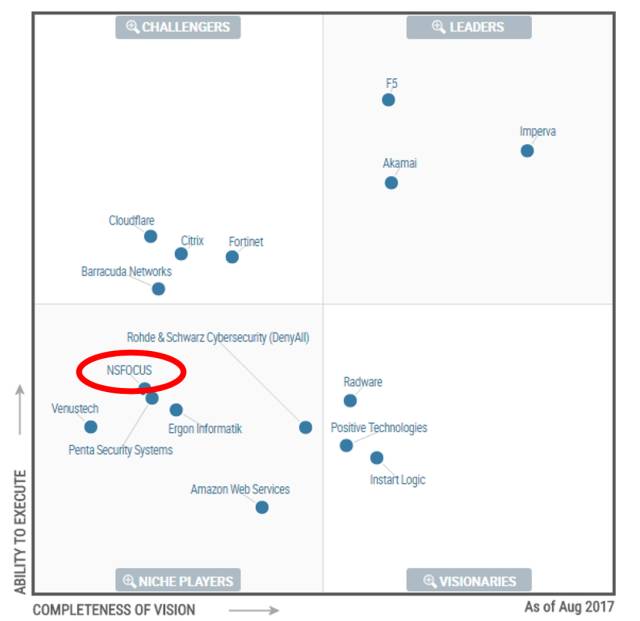 CHALLENGERS
LEADERS
F5
Imperva
Akamai
Cloudflare
Citrix
Fortinet
Barracuda Networks
Rohde & Schwarz Cybersecurity (DenyAll)
NSFOCUS
Radware
Venustech
Ergon Informatik
Positive Technologies
Penta Security Systems
Instart Logic
Amazon Web Services
ABILITY TO EXECUTE
NICHE PLAYERS
VISIONARIES
COMPLETENESS OF VISION
As of Aug 2017